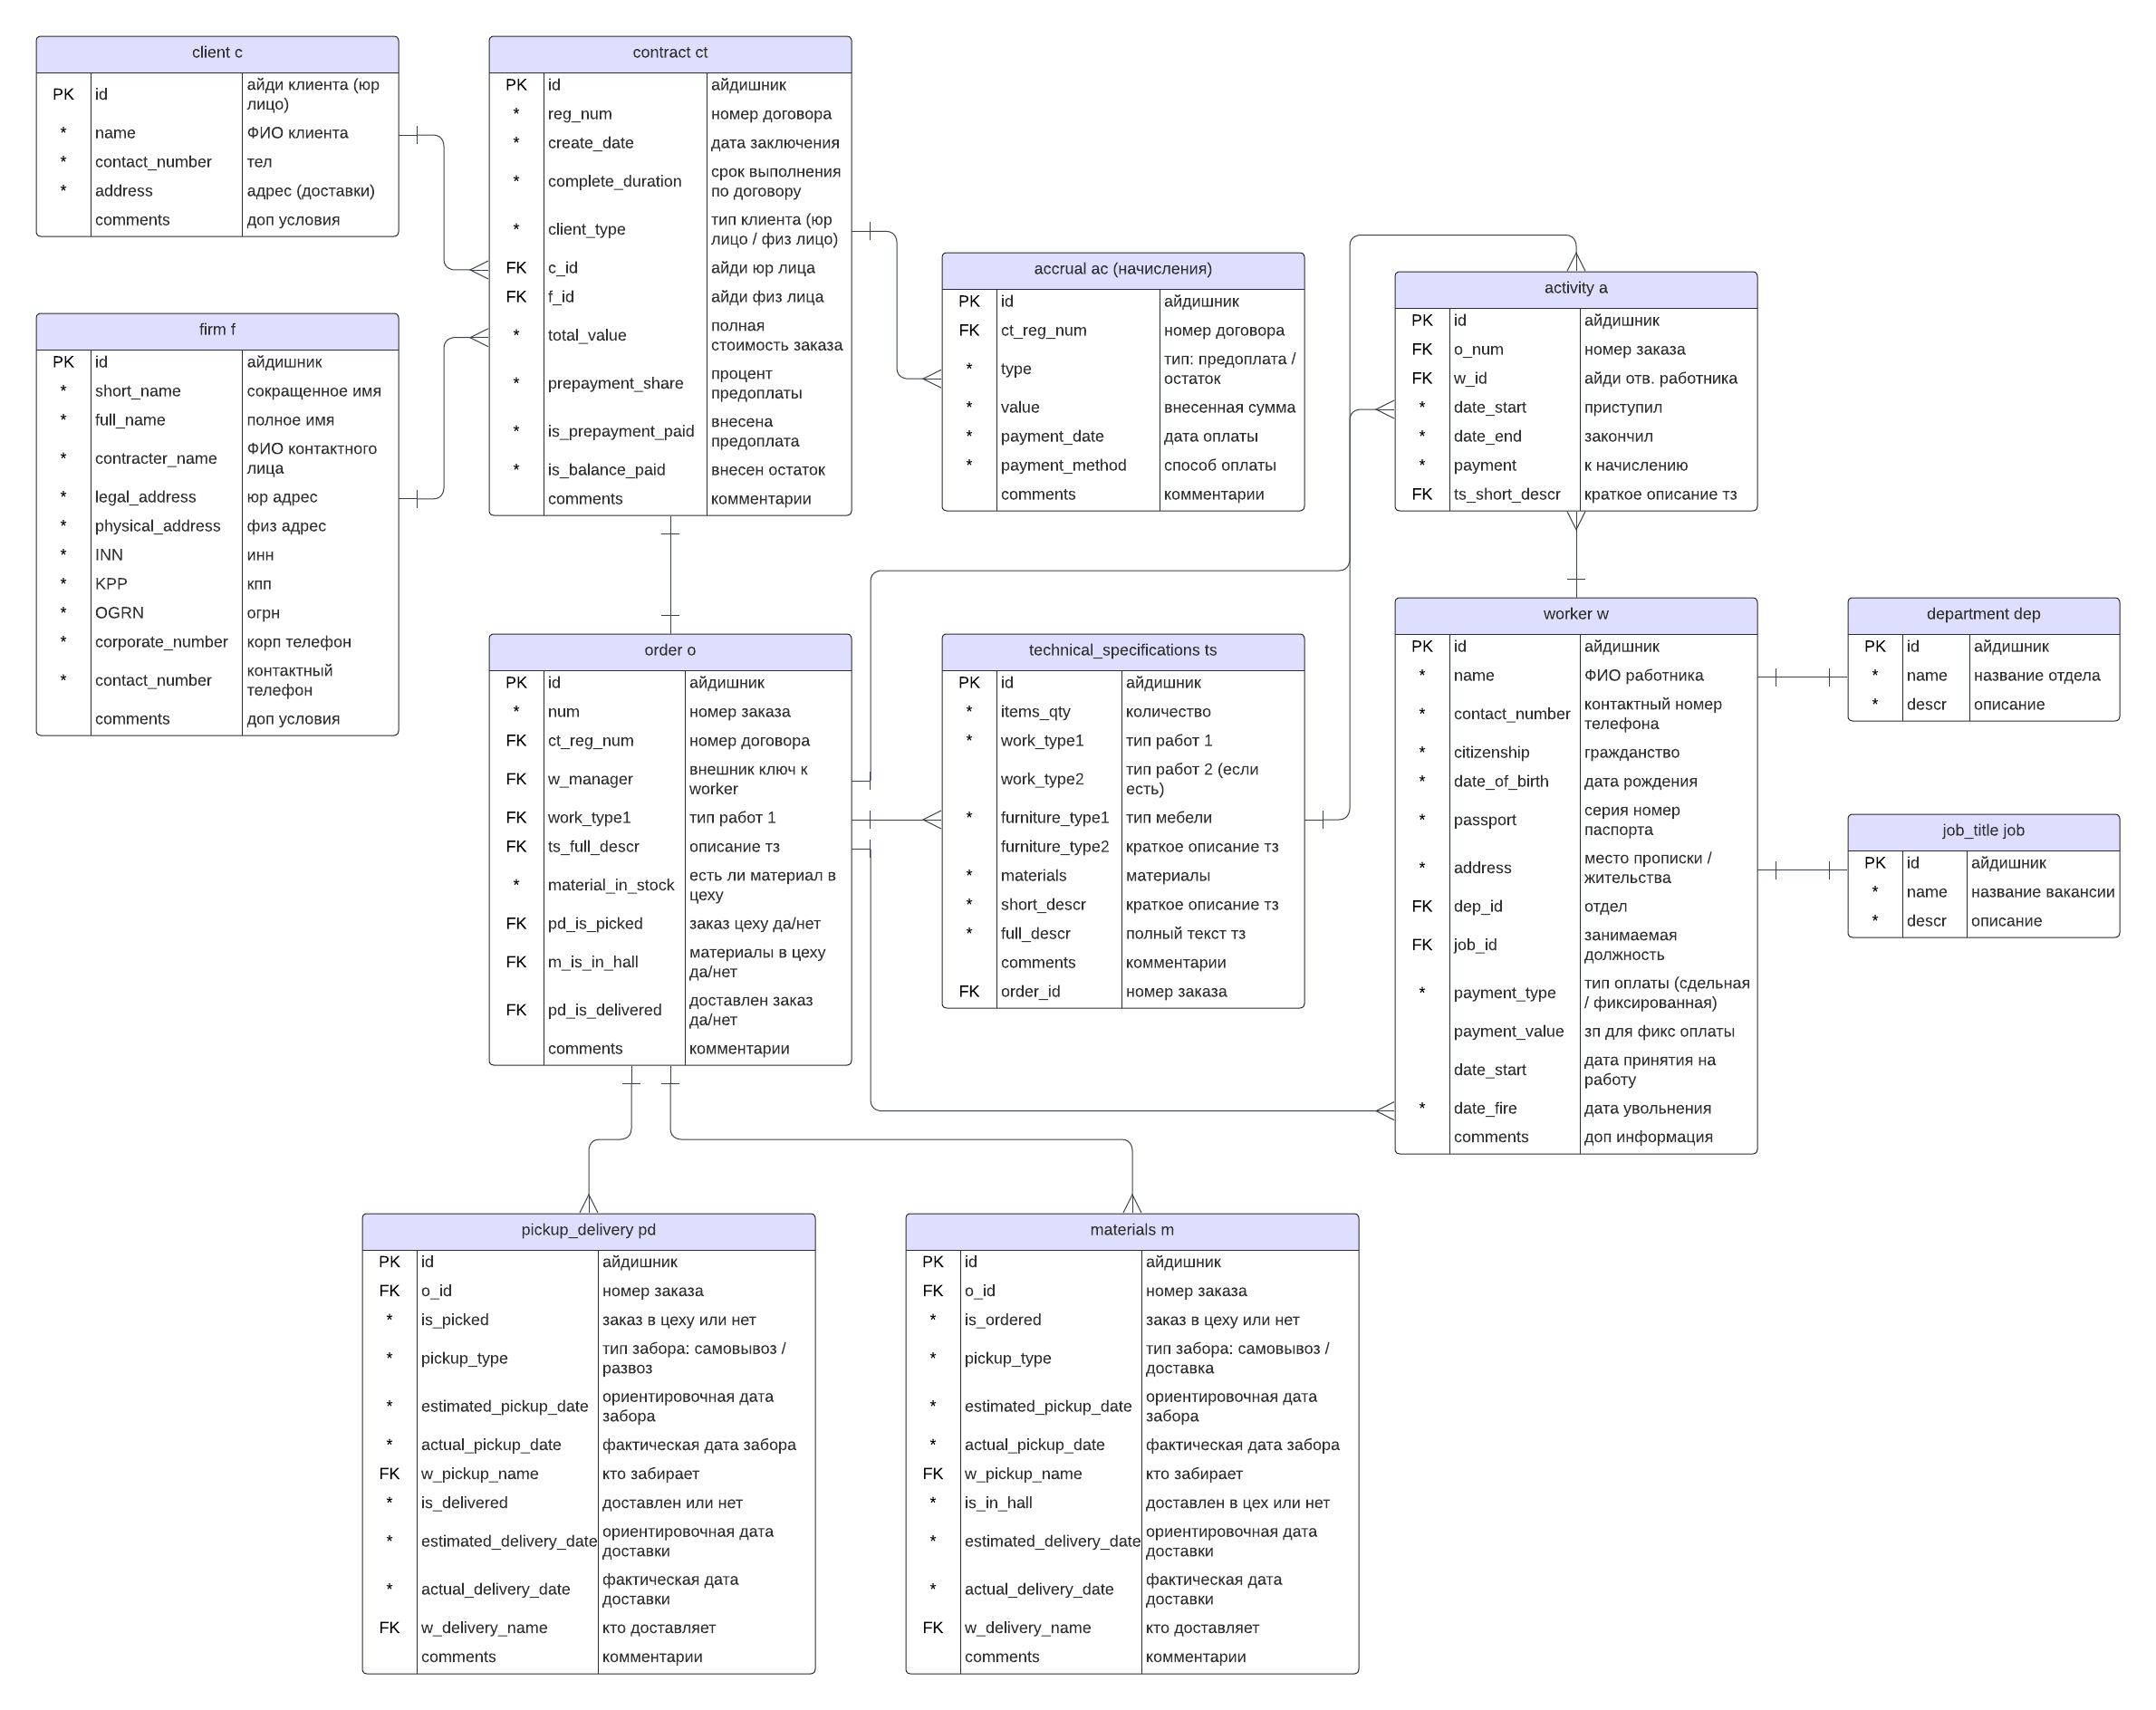 client c
PK id айди клиента (юр
лицо)
* name ФИО клиента
* contact_number тел
* address адрес (доставки)
comments доп условия
firm f
PK id айдишник
* short_name сокращенное имя
* full_name полное имя
* contracter_name ФИО контактного
лица
* legal_address юр адрес
* physical_address физ адрес
* INN инн
* KPP кпп
* OGRN огрн
* corporate_number корп телефон
* contact_number контактный
телефон
comments доп условия
contract ct
PK id айдишник
* reg_num номер договора
* create_date дата заключения
* complete_duration срок выполнения
по договору
* client_type тип клиента (юр
лицо / физ лицо)
FK c_id айди юр лица
FK f_id айди физ лица
* total_value полная
стоимость заказа
* prepayment_share процент
предоплаты
* is_prepayment_paid внесена
предоплата
* is_balance_paid внесен остаток
comments комментарии
accrual ac (начисления)
PK id айдишник
FK ct_reg_num номер договора
* type тип: предоплата /
остаток
* value внесенная сумма
* payment_date дата оплаты
* payment_method способ оплаты
comments комментарии
activity a
PK id айдишник
FK o_num номер заказа
FK w_id айди отв. работника
* date_start приступил
* date_end закончил
* payment к начислению
FK ts_short_descr краткое описание тз
order o
PK id айдишник
* num номер заказа
FK ct_reg_num номер договора
FK w_manager внешник ключ к
worker
FK work_type1 тип работ 1
FK ts_full_descr описание тз
* material_in_stock есть ли материал в
цеху
FK pd_is_picked заказ цеху да/нет
FK m_is_in_hall материалы в цеху
да/нет
FK pd_is_delivered доставлен заказ
да/нет
comments комментарии
technical_specifications ts
PK id айдишник
* items_qty количество
* work_type1 тип работ 1
work_type2 тип работ 2 (если
есть)
* furniture_type1 тип мебели
furniture_type2 краткое описание тз
* materials материалы
* short_descr краткое описание тз
* full_descr полный текст тз
comments комментарии
FK order_id номер заказа
worker w
PK id айдишник
* name ФИО работника
* contact_number контактный номер
телефона
* citizenship гражданство
* date_of_birth дата рождения
* passport серия номер
паспорта
* address место прописки /
жительства
FK dep_id отдел
FK job_id занимаемая
должность
* payment_type тип оплаты (сдельная
/ фиксированная)
payment_value зп для фикс оплаты
date_start дата принятия на
работу
* date_fire дата увольнения
comments доп информация
department dep
PK id айдишник
* name название отдела
* descr описание
job_title job
PK id айдишник
* name название вакансии
* descr описание
pickup_delivery pd
PK id айдишник
FK o_id номер заказа
* is_picked заказ в цеху или нет
* pickup_type тип забора: самовывоз /
развоз
* estimated_pickup_date ориентировочная дата
забора
* actual_pickup_date фактическая дата забора
FK w_pickup_name кто забирает
* is_delivered доставлен или нет
* estimated_delivery_date ориентировочная дата
доставки
* actual_delivery_date фактическая дата
доставки
FK w_delivery_name кто доставляет
comments комментарии
materials m
PK id айдишник
FK o_id номер заказа
* is_ordered заказ в цеху или нет
* pickup_type тип забора: самовывоз /
доставка
* estimated_pickup_date ориентировочная дата
забора
* actual_pickup_date фактическая дата забора
FK w_pickup_name кто забирает
* is_in_hall доставлен в цех или нет
* estimated_delivery_date ориентировочная дата
доставки
* actual_delivery_date фактическая дата
доставки
FK w_delivery_name кто доставляет
comments комментарии